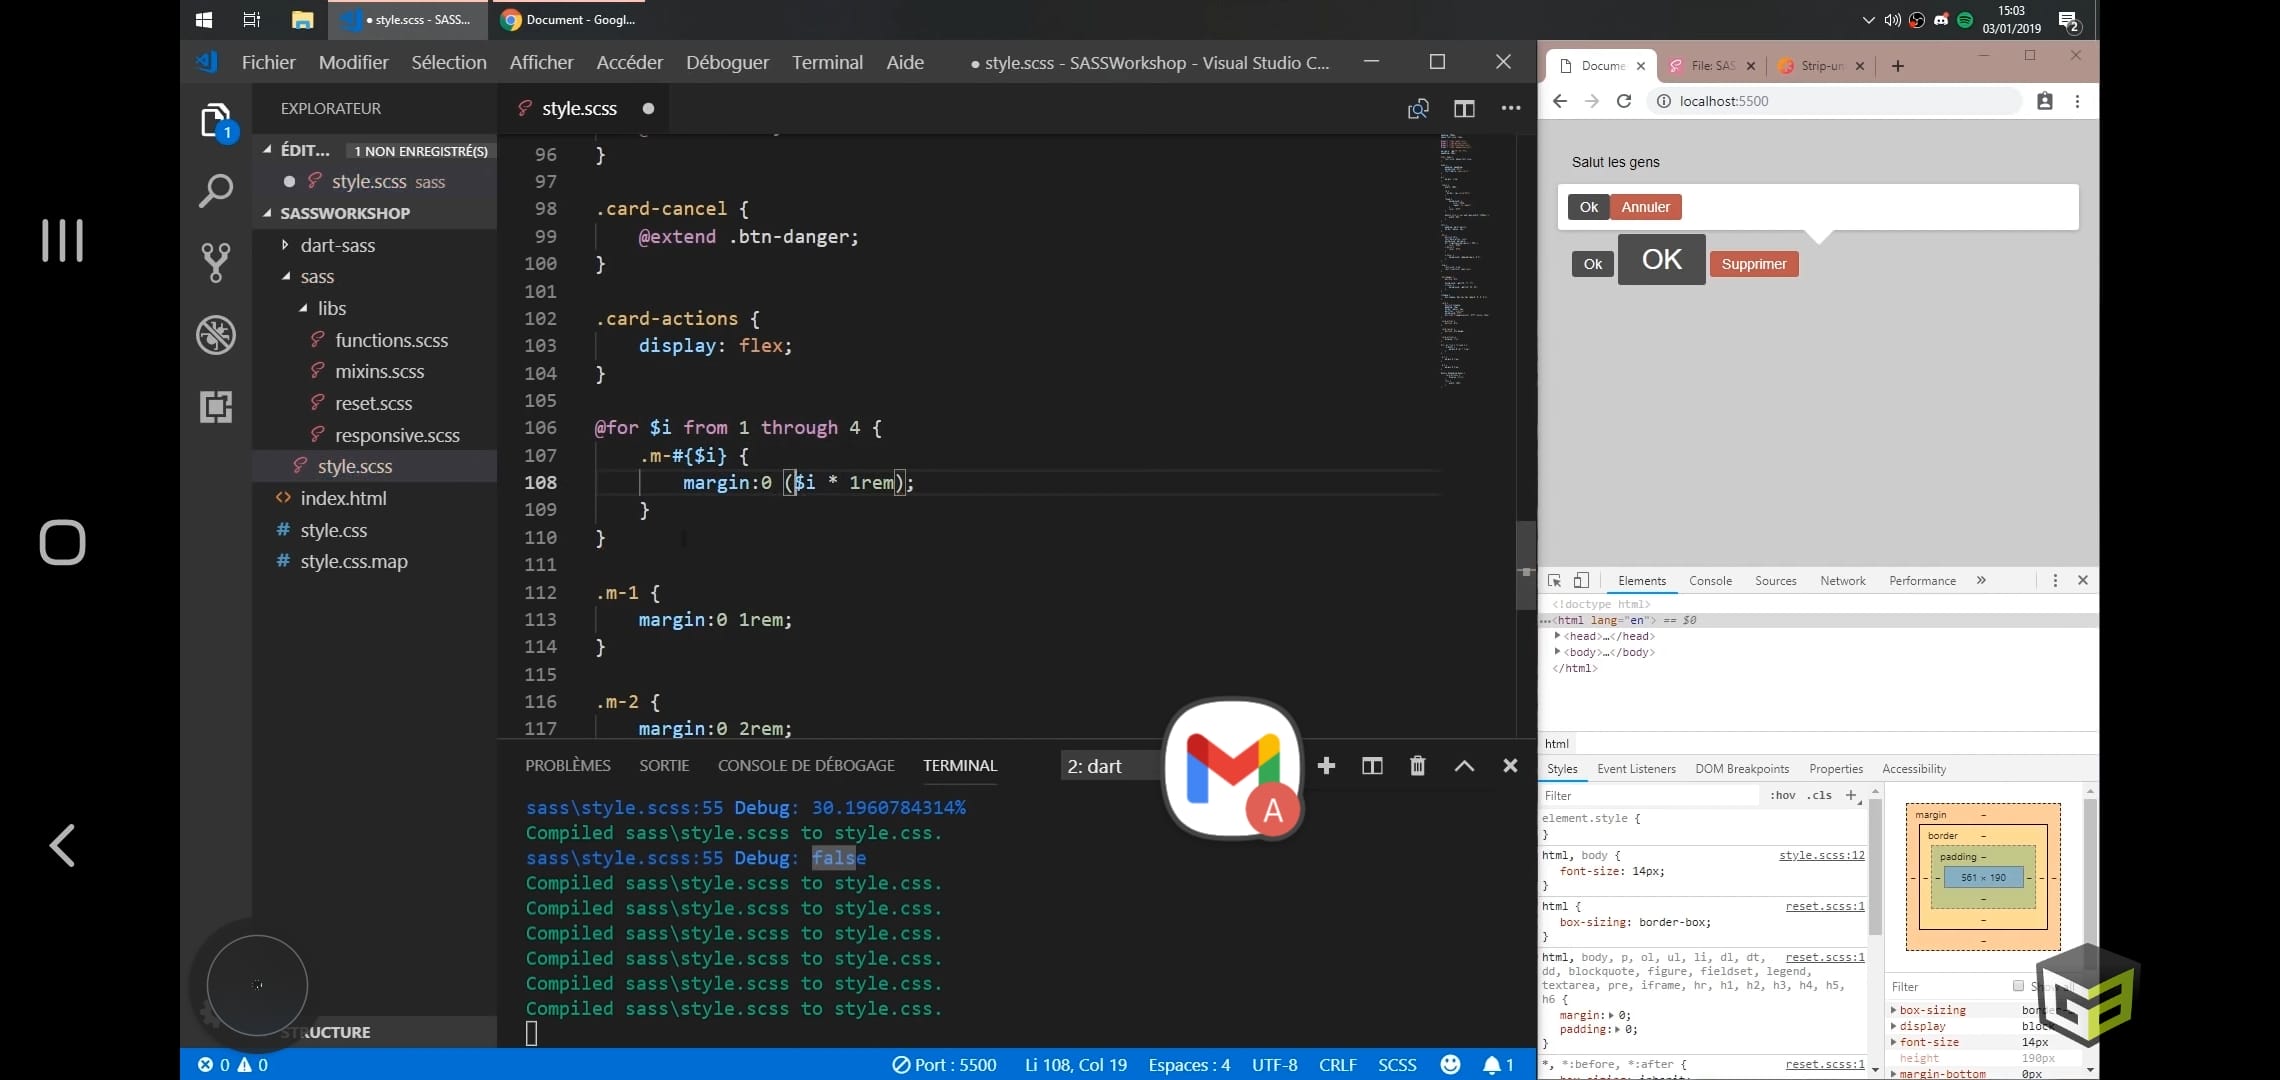 style.scss - SASS...
Document - Googl...
15:03
03/01/2019
2
Fichier Modifier Sélection Afficher Accéder Déboguer Terminal Aide
● style.scss - SASSWorkshop - Visual Studio C...
EXPLORATEUR
1
ÉDIT... 1 NON ENREGISTRÉ(S)
style.scss sass
SASSWORKSHOP
dart-sass
sass
libs
functions.scss
mixins.scss
reset.scss
responsive.scss
style.scss
index.html
# style.css
# style.css.map
STRUCTURE
style.scss
96 }
97
98 .card-cancel {
99 @extend .btn-danger;
100 }
101
102 .card-actions {
103 display: flex;
104 }
105
106 @for $i from 1 through 4 {
107 .m-#{$i} {
108 margin:0 ($i * 1rem);
109 }
110 }
111
112 .m-1 {
113 margin:0 1rem;
114 }
115
116 .m-2 {
117 margin:0 2rem;
PROBLÈMES SORTIE CONSOLE DE DÉBOGAGE TERMINAL 2: dart
A
sass\style.scss:55 Debug: 30.1960784314%
Compiled sass\style.scss to style.css.
sass\style.scss:55 Debug: false
Compiled sass\style.scss to style.css.
Compiled sass\style.scss to style.css.
Compiled sass\style.scss to style.css.
Compiled sass\style.scss to style.css.
Compiled sass\style.scss to style.css.
Compiled sass\style.scss to style.css.
0 0 Port : 5500 Li 108, Col 19 Espaces : 4 UTF-8 CRLF SCSS 1
Docume File: SAS Strip-un
localhost:5500
Salut les gens
Ok Annuler
Ok OK Supprimer
Elements Console Sources Network Performance »
<!doctype html>
...<html lang="en"> == $0
<head>…</head>
<body>…</body>
</html>
html
Styles Event Listeners DOM Breakpoints Properties Accessibility
Filter :hov .cls +
element.style {
}
html, body { style.scss:12
font-size: 14px;
}
html { reset.scss:1
box-sizing: border-box;
}
html, body, p, ol, ul, li, dl, dt, reset.scss:1
dd, blockquote, figure, fieldset, legend,
textarea, pre, iframe, hr, h1, h2, h3, h4, h5,
h6 {
margin: 0;
padding: 0;
}
*, *:before, *:after { reset.scss:1
margin –
border –
padding –
561 × 190
Filter
box-sizing
display
font-size 14px
height 190px
margin-bottom 0px